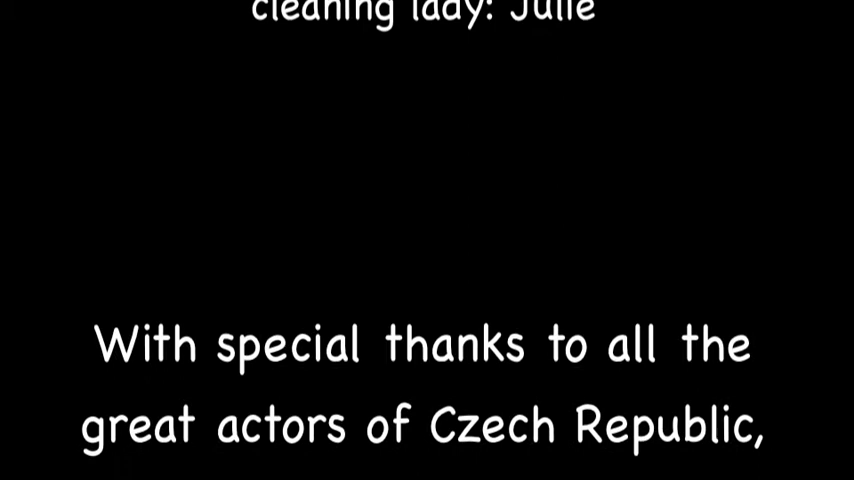 cleaning lady: Julie
With special thanks to all the
great actors of Czech Republic,